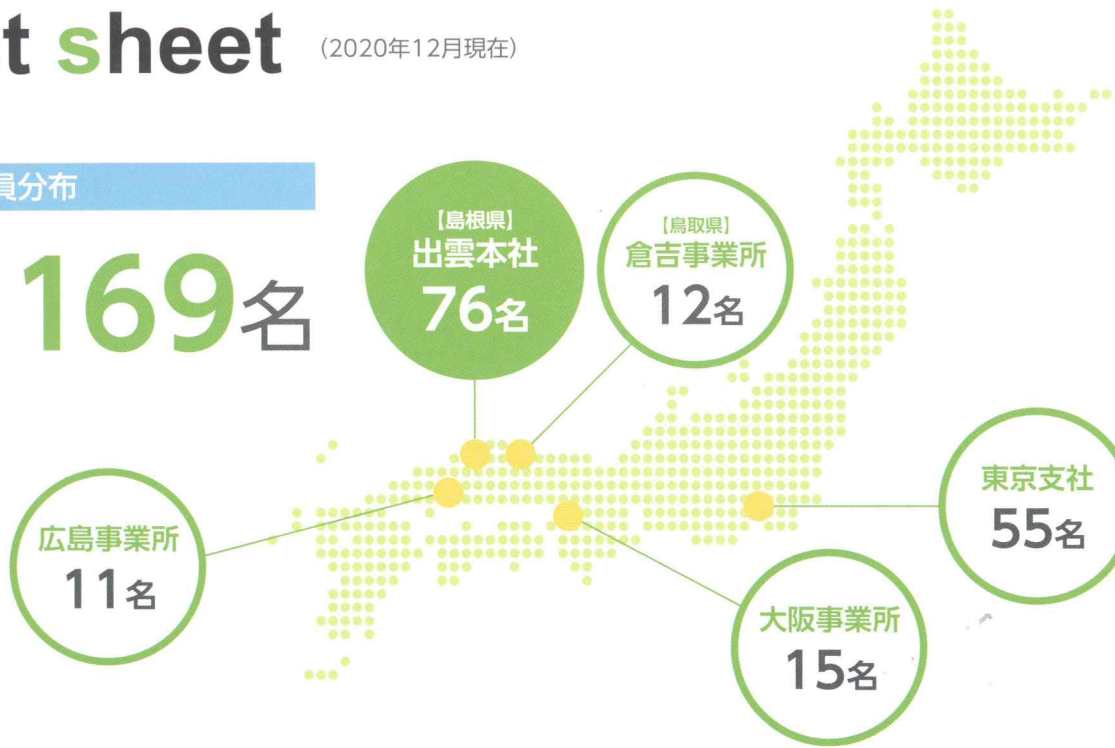 t sheet (2020年12月現在)
員分布
169名
【島根県】
出雲本社
76名
【鳥取県】
倉吉事業所
12名
広島事業所
11名
東京支社
55名
大阪事業所
15名